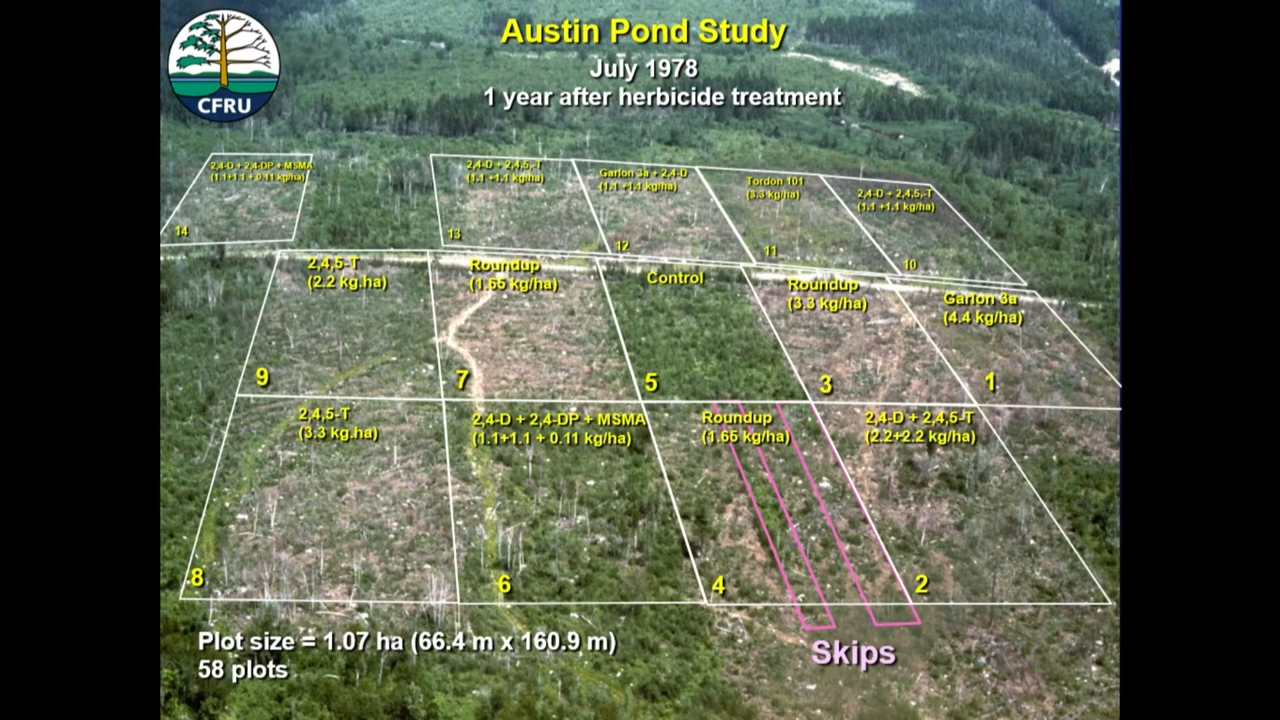 CFRU
Austin Pond Study
July 1978
1 year after herbicide treatment
2,4-D + 2,4-DP + MSMA
(1.1+1.1 + 0.11 kg/ha)
14
2,4-D + 2,4,5,-T
(1.1 +1.1 kg/ha)
13
Garlon 3a + 2,4-D
(1.1 +1.1 kg/ha)
12
Tordon 101
(3.3 kg/ha)
11
2,4-D + 2,4,5,-T
(1.1 +1.1 kg/ha)
10
2,4,5-T
(2.2 kg.ha)
9
Roundup
(1.65 kg/ha)
7
Control
5
Roundup
(3.3 kg/ha)
3
Garlon 3a
(4.4 kg/ha)
1
2,4,5-T
(3.3 kg.ha)
8
2,4-D + 2,4-DP + MSMA
(1.1+1.1 + 0.11 kg/ha)
6
Roundup
(1.65 kg/ha)
4
2,4-D + 2,4,5-T
(2.2+2.2 kg/ha)
2
Skips
Plot size = 1.07 ha (66.4 m x 160.9 m)
58 plots